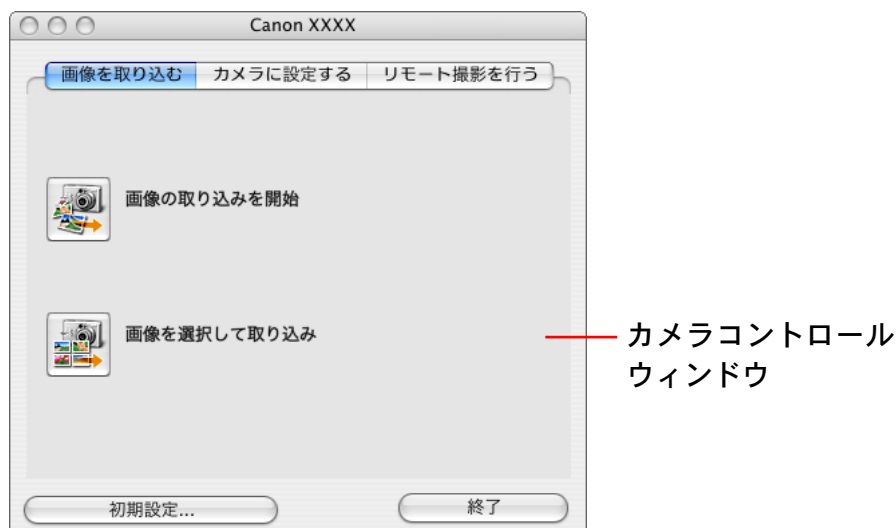 Canon XXXX
画像を取り込む
カメラに設定する
リモート撮影を行う
画像の取り込みを開始
画像を選択して取り込み
カメラコントロール
ウィンドウ
初期設定...
終了